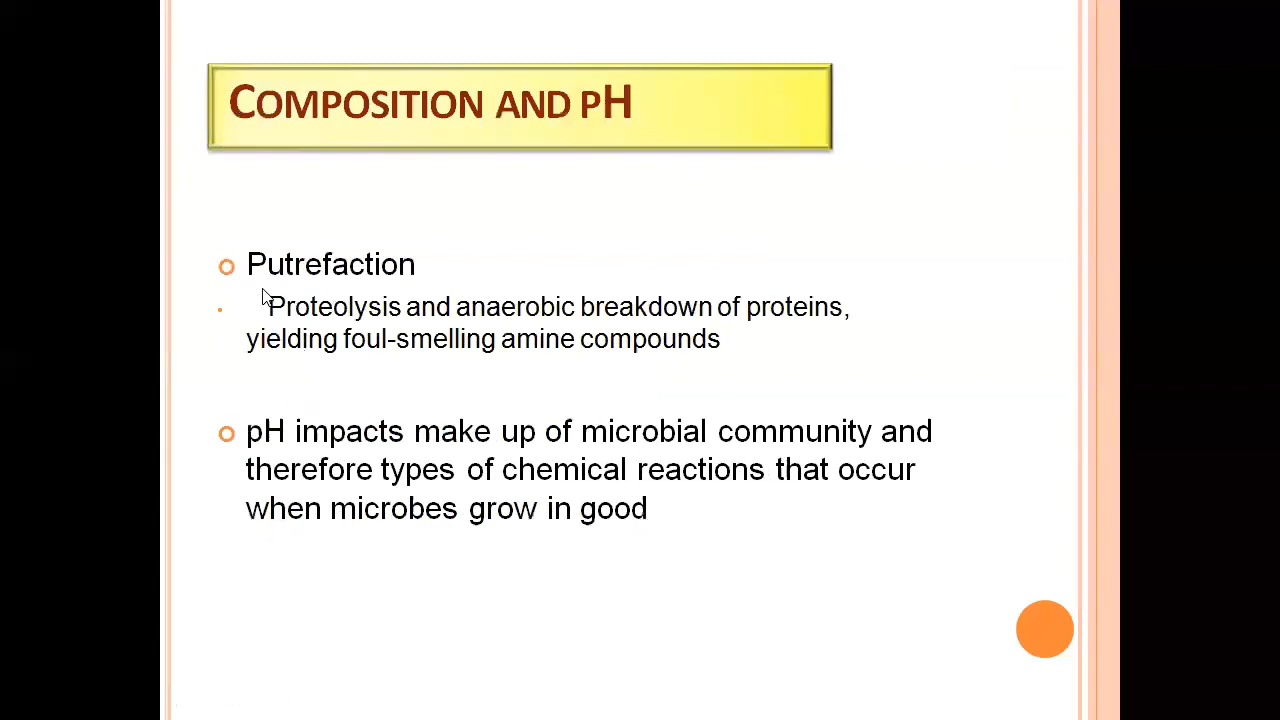 COMPOSITION AND PH
Putrefaction
Proteolysis and anaerobic breakdown of proteins,
yielding foul-smelling amine compounds
pH impacts make up of microbial community and
therefore types of chemical reactions that occur
when microbes grow in good